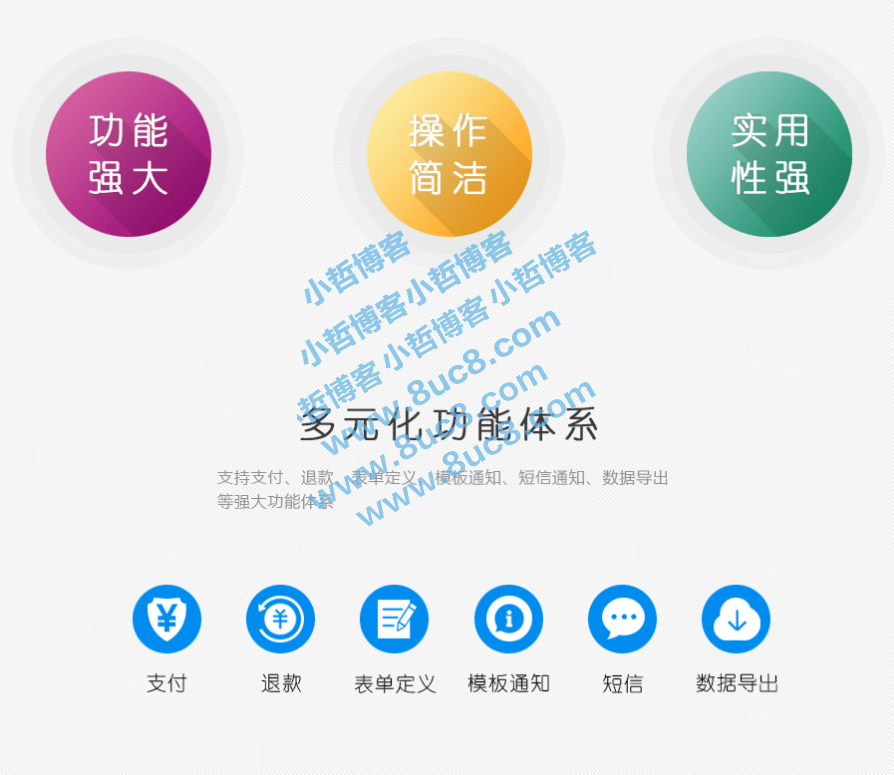 功能
强大
操作
简洁
实用
性强
小哲博客
小哲博客小哲博客
哲博客小哲博客小哲博客
www.8uc8.com
www.8uc8.com
www.8uc8.com
多元化功能体系
支持支付、退款、表单定义、模板通知、短信通知、数据导出
等强大功能体系
支付
退款
表单定义
模板通知
短信
数据导出